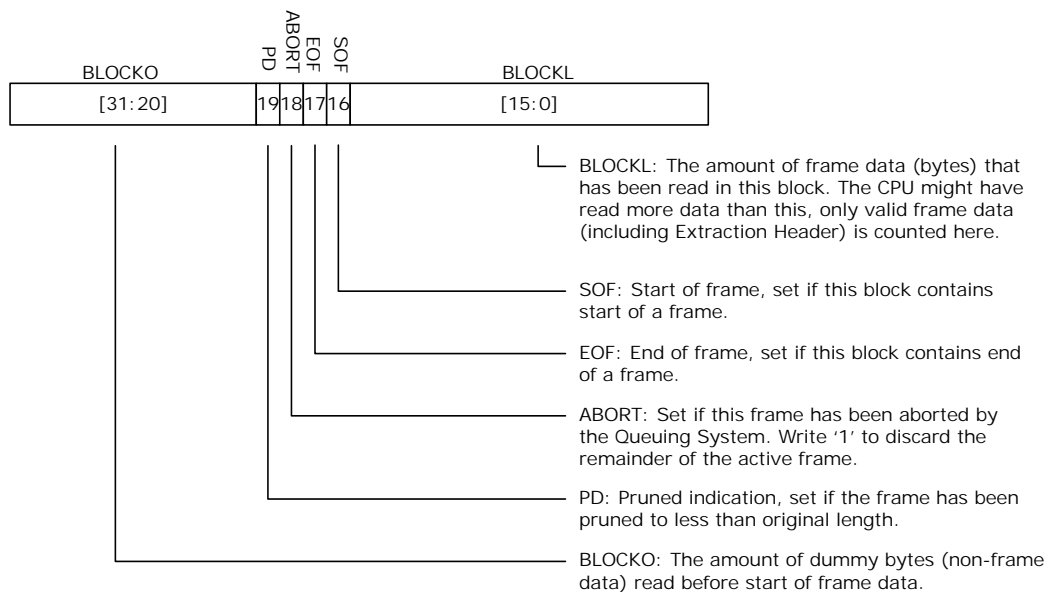 BLOCKO PD ABORT EOF SOF BLOCKL
[31:20] 19 18 17 16 [15:0]
BLOCKL: The amount of frame data (bytes) that
has been read in this block. The CPU might have
read more data than this, only valid frame data
(including Extraction Header) is counted here.
SOF: Start of frame, set if this block contains
start of a frame.
EOF: End of frame, set if this block contains end
of a frame.
ABORT: Set if this frame has been aborted by
the Queuing System. Write ‘1’ to discard the
remainder of the active frame.
PD: Pruned indication, set if the frame has been
pruned to less than original length.
BLOCKO: The amount of dummy bytes (non-frame
data) read before start of frame data.